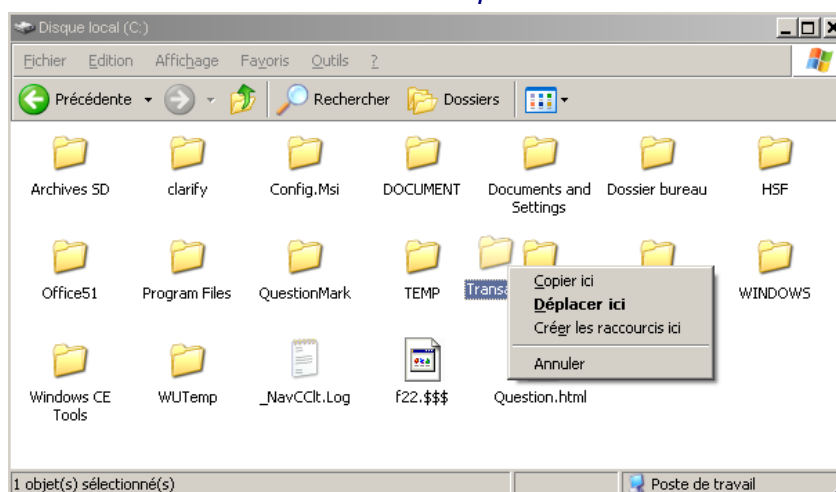 Disque local (C:)
Fichier Edition Affichage Favoris Outils ?
Précédente Rechercher Dossiers
Archives SD clarify Config.Msi DOCUMENT Documents and Settings Dossier bureau HSF
Office51 Program Files QuestionMark TEMP WINDOWS
Copier ici
Déplacer ici
Créer les raccourcis ici
Annuler
Windows CE Tools WUTemp _NavCClt.Log f22.$$$ Question.html
1 objet(s) sélectionné(s) Poste de travail